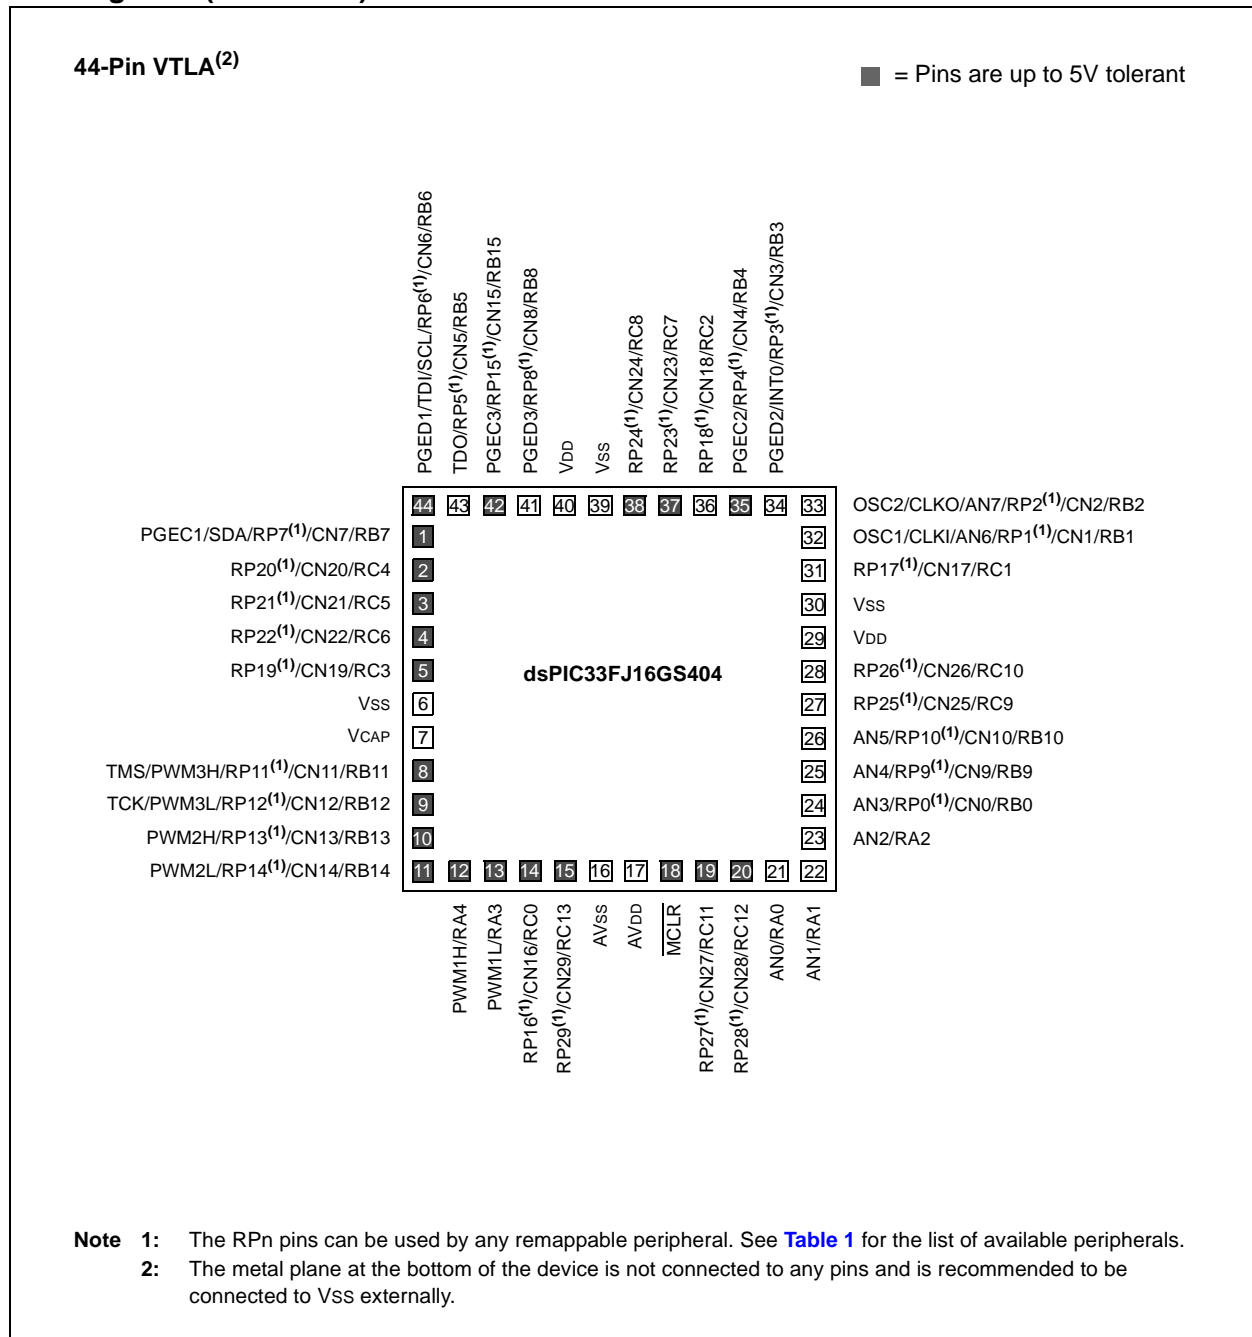 44-Pin VTLA(2)
= Pins are up to 5V tolerant
PGED1/TDI/SCL/RP6(1)/CN6/RB6
TDO/RP5(1)/CN5/RB5
PGEC3/RP15(1)/CN15/RB15
PGED3/RP8(1)/CN8/RB8
VDD
VSS
RP24(1)/CN24/RC8
RP23(1)/CN23/RC7
RP18(1)/CN18/RC2
PGEC2/RP4(1)/CN4/RB4
PGED2/INT0/RP3(1)/CN3/RB3
44 43 42 41 40 39 38 37 36 35 34 33 OSC2/CLKO/AN7/RP2(1)/CN2/RB2
PGEC1/SDA/RP7(1)/CN7/RB7 1 32 OSC1/CLKI/AN6/RP1(1)/CN1/RB1
RP20(1)/CN20/RC4 2 31 RP17(1)/CN17/RC1
RP21(1)/CN21/RC5 3 30 VSS
RP22(1)/CN22/RC6 4 29 VDD
RP19(1)/CN19/RC3 5 dsPIC33FJ16GS404 28 RP26(1)/CN26/RC10
VSS 6 27 RP25(1)/CN25/RC9
VCAP 7 26 AN5/RP10(1)/CN10/RB10
TMS/PWM3H/RP11(1)/CN11/RB11 8 25 AN4/RP9(1)/CN9/RB9
TCK/PWM3L/RP12(1)/CN12/RB12 9 24 AN3/RP0(1)/CN0/RB0
PWM2H/RP13(1)/CN13/RB13 10 23 AN2/RA2
PWM2L/RP14(1)/CN14/RB14 11 12 13 14 15 16 17 18 19 20 21 22
PWM1H/RA4
PWM1L/RA3
RP16(1)/CN16/RC0
RP29(1)/CN29/RC13
AVSS
AVDD
MCLR
RP27(1)/CN27/RC11
RP28(1)/CN28/RC12
AN0/RA0
AN1/RA1
Note 1: The RPn pins can be used by any remappable peripheral. See Table 1 for the list of available peripherals.
2: The metal plane at the bottom of the device is not connected to any pins and is recommended to be
connected to VSS externally.